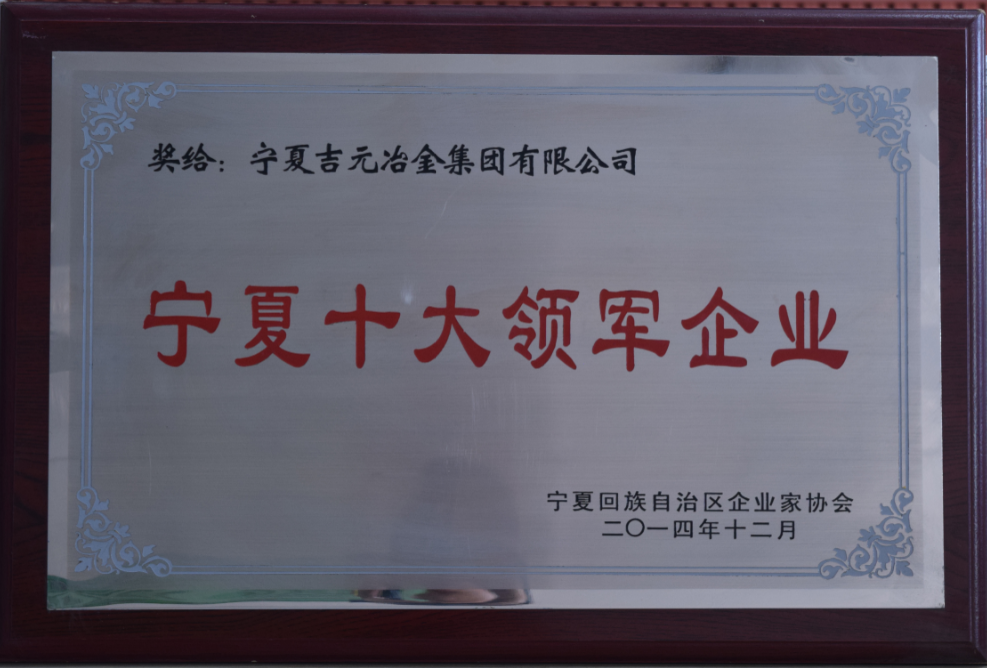 奖给：宁夏吉元冶金集团有限公司
宁夏十大领军企业
宁夏回族自治区企业家协会
二〇一四年十二月